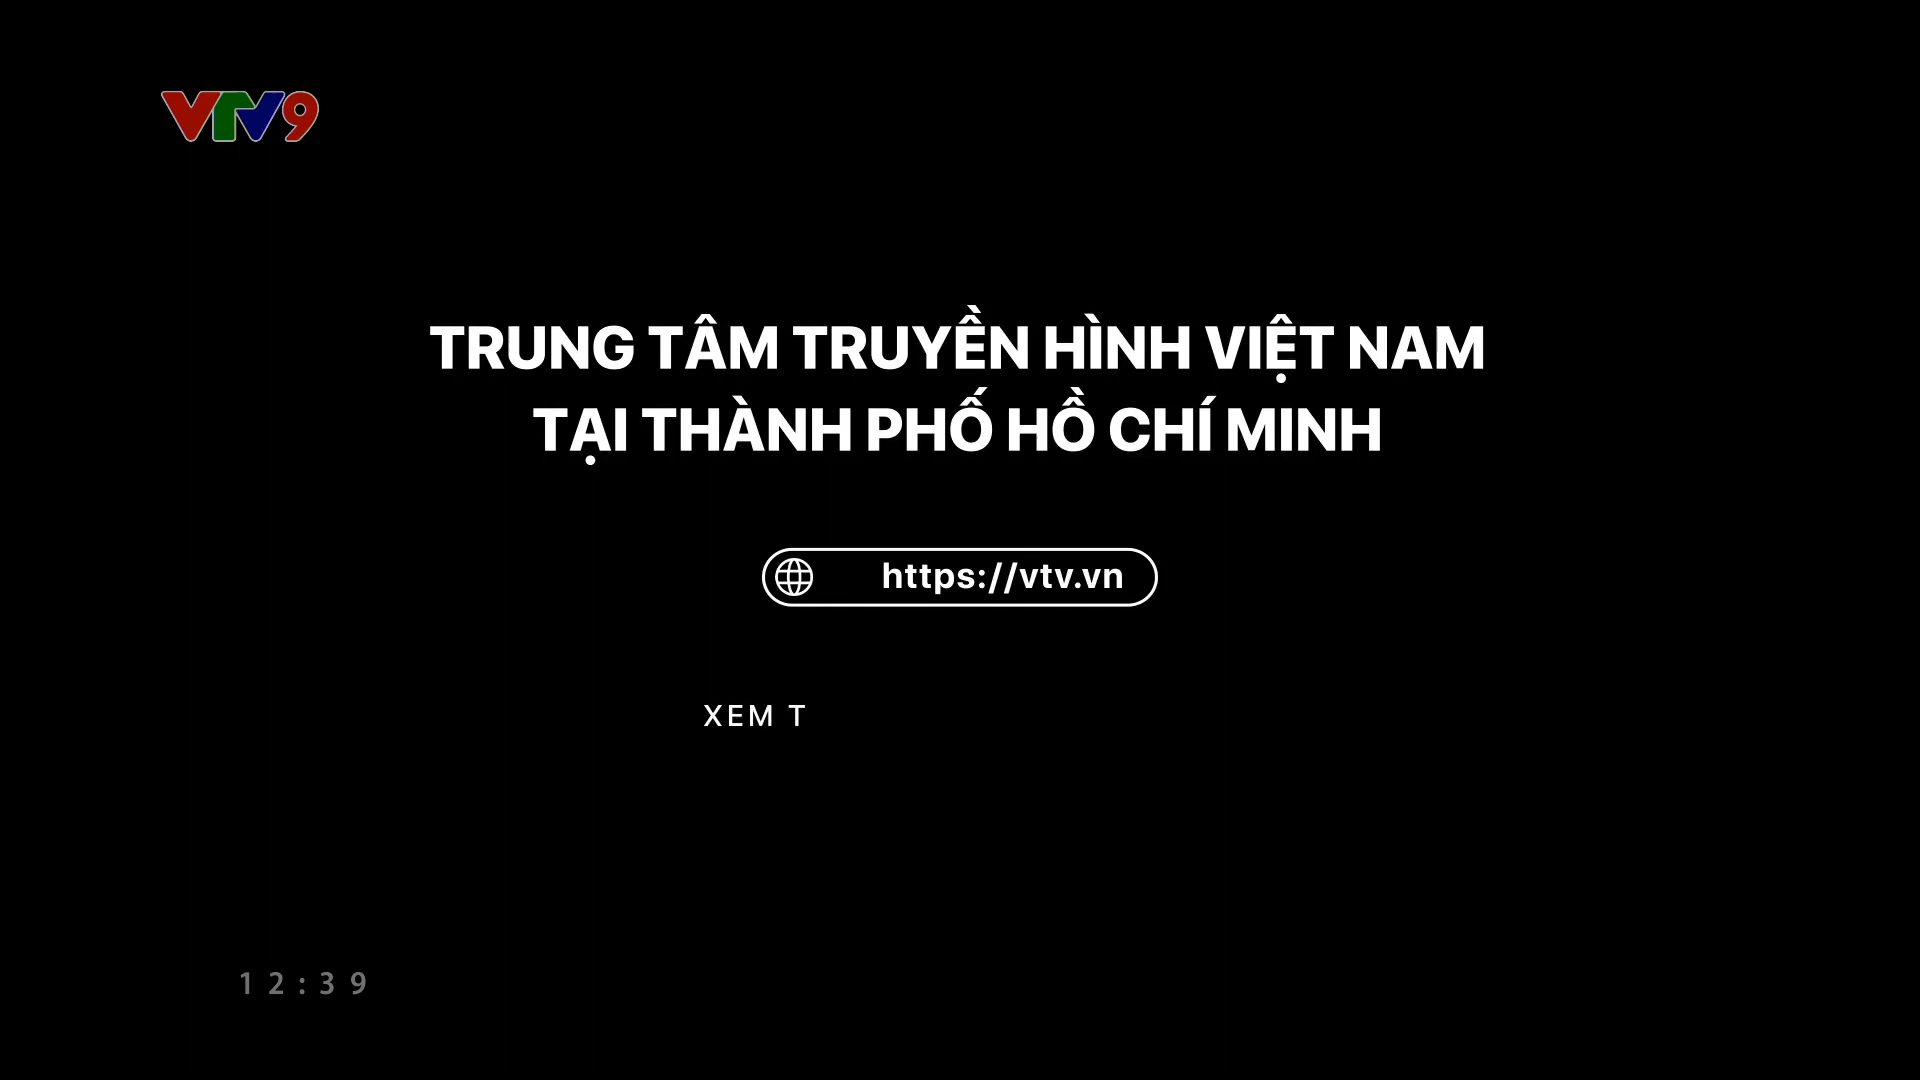 VTV9
TRUNG TÂM TRUYỀN HÌNH VIỆT NAM
TẠI THÀNH PHỐ HỒ CHÍ MINH
https://vtv.vn
XEM T
12:39